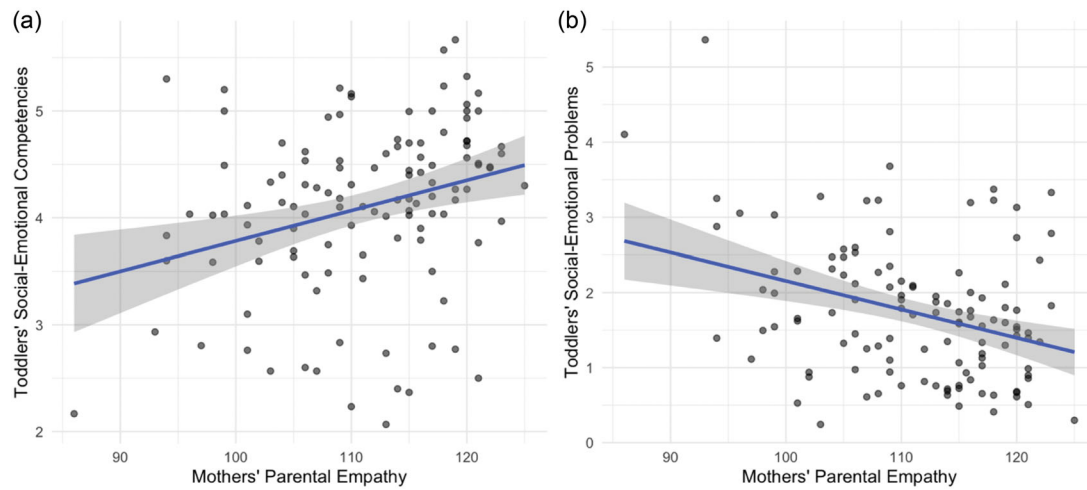 (a)
Toddlers' Social-Emotional Competencies
5
4
3
2
90 100 110 120
Mothers' Parental Empathy
(b)
Toddlers' Social-Emotional Problems
6
5
4
3
2
1
0
90 100 110 120
Mothers' Parental Empathy